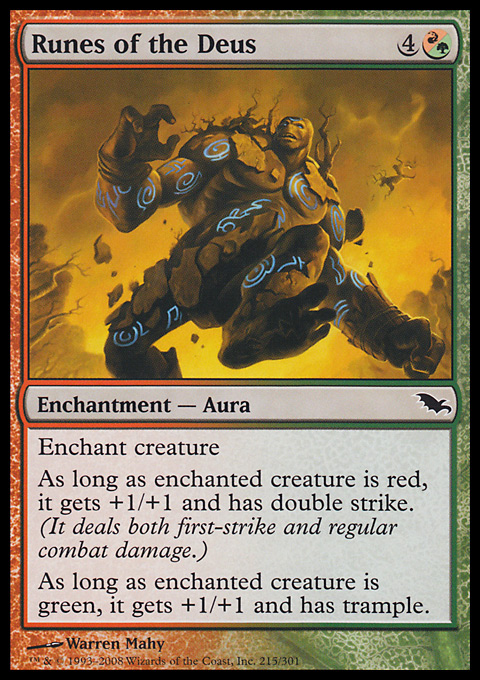 Runes of the Deus 4
Enchantment — Aura
Enchant creature
As long as enchanted creature is red,
it gets +1/+1 and has double strike.
(It deals both first-strike and regular
combat damage.)
As long as enchanted creature is
green, it gets +1/+1 and has trample.
Warren Mahy
™ & © 1993–2008 Wizards of the Coast, Inc. 215/301